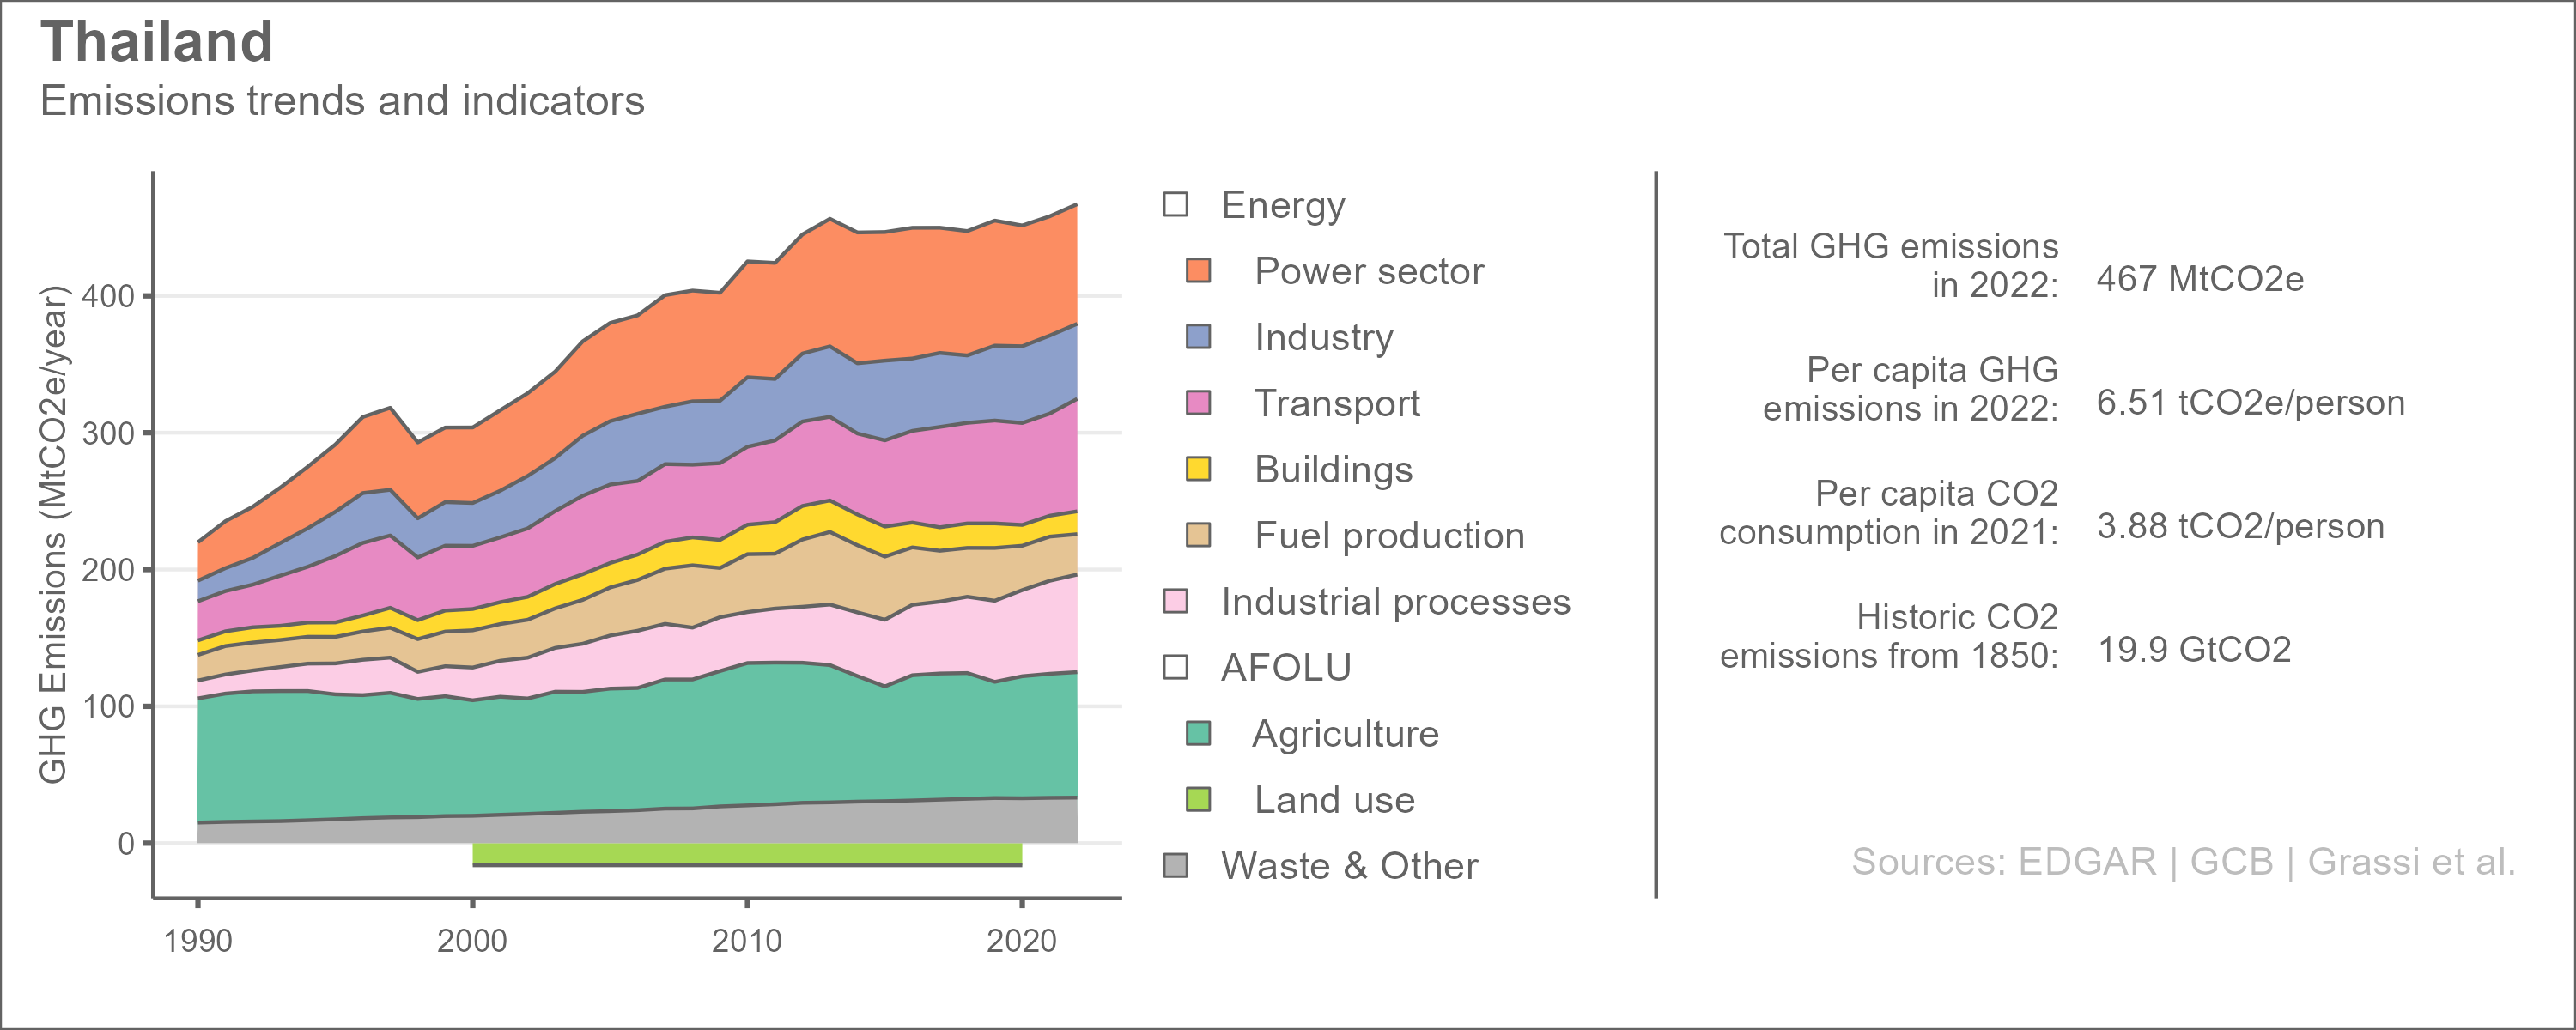 Thailand
Emissions trends and indicators
GHG Emissions (MtCO2e/year)
400
300
200
100
0
1990
2000
2010
2020
Energy
Power sector
Industry
Transport
Buildings
Fuel production
Industrial processes
AFOLU
Agriculture
Land use
Waste & Other
Total GHG emissions
in 2022:
467 MtCO2e
Per capita GHG
emissions in 2022:
6.51 tCO2e/person
Per capita CO2
consumption in 2021:
3.88 tCO2/person
Historic CO2
emissions from 1850:
19.9 GtCO2
Sources: EDGAR | GCB | Grassi et al.